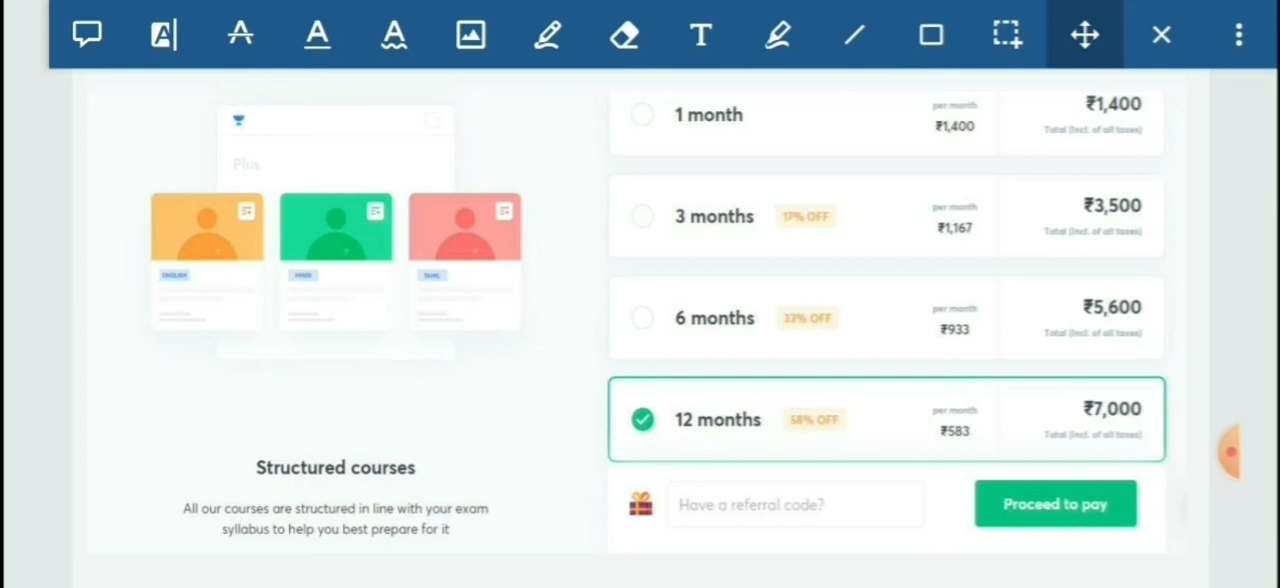 Plus
ENGLISH
HINDI
TAMIL
Structured courses
All our courses are structured in line with your exam
syllabus to help you best prepare for it
1 month
per month
₹1,400
₹1,400
Total (Incl. of all taxes)
3 months
17% OFF
per month
₹1,167
₹3,500
Total (Incl. of all taxes)
6 months
33% OFF
per month
₹933
₹5,600
Total (Incl. of all taxes)
12 months
58% OFF
per month
₹583
₹7,000
Total (Incl. of all taxes)
Have a referral code?
Proceed to pay